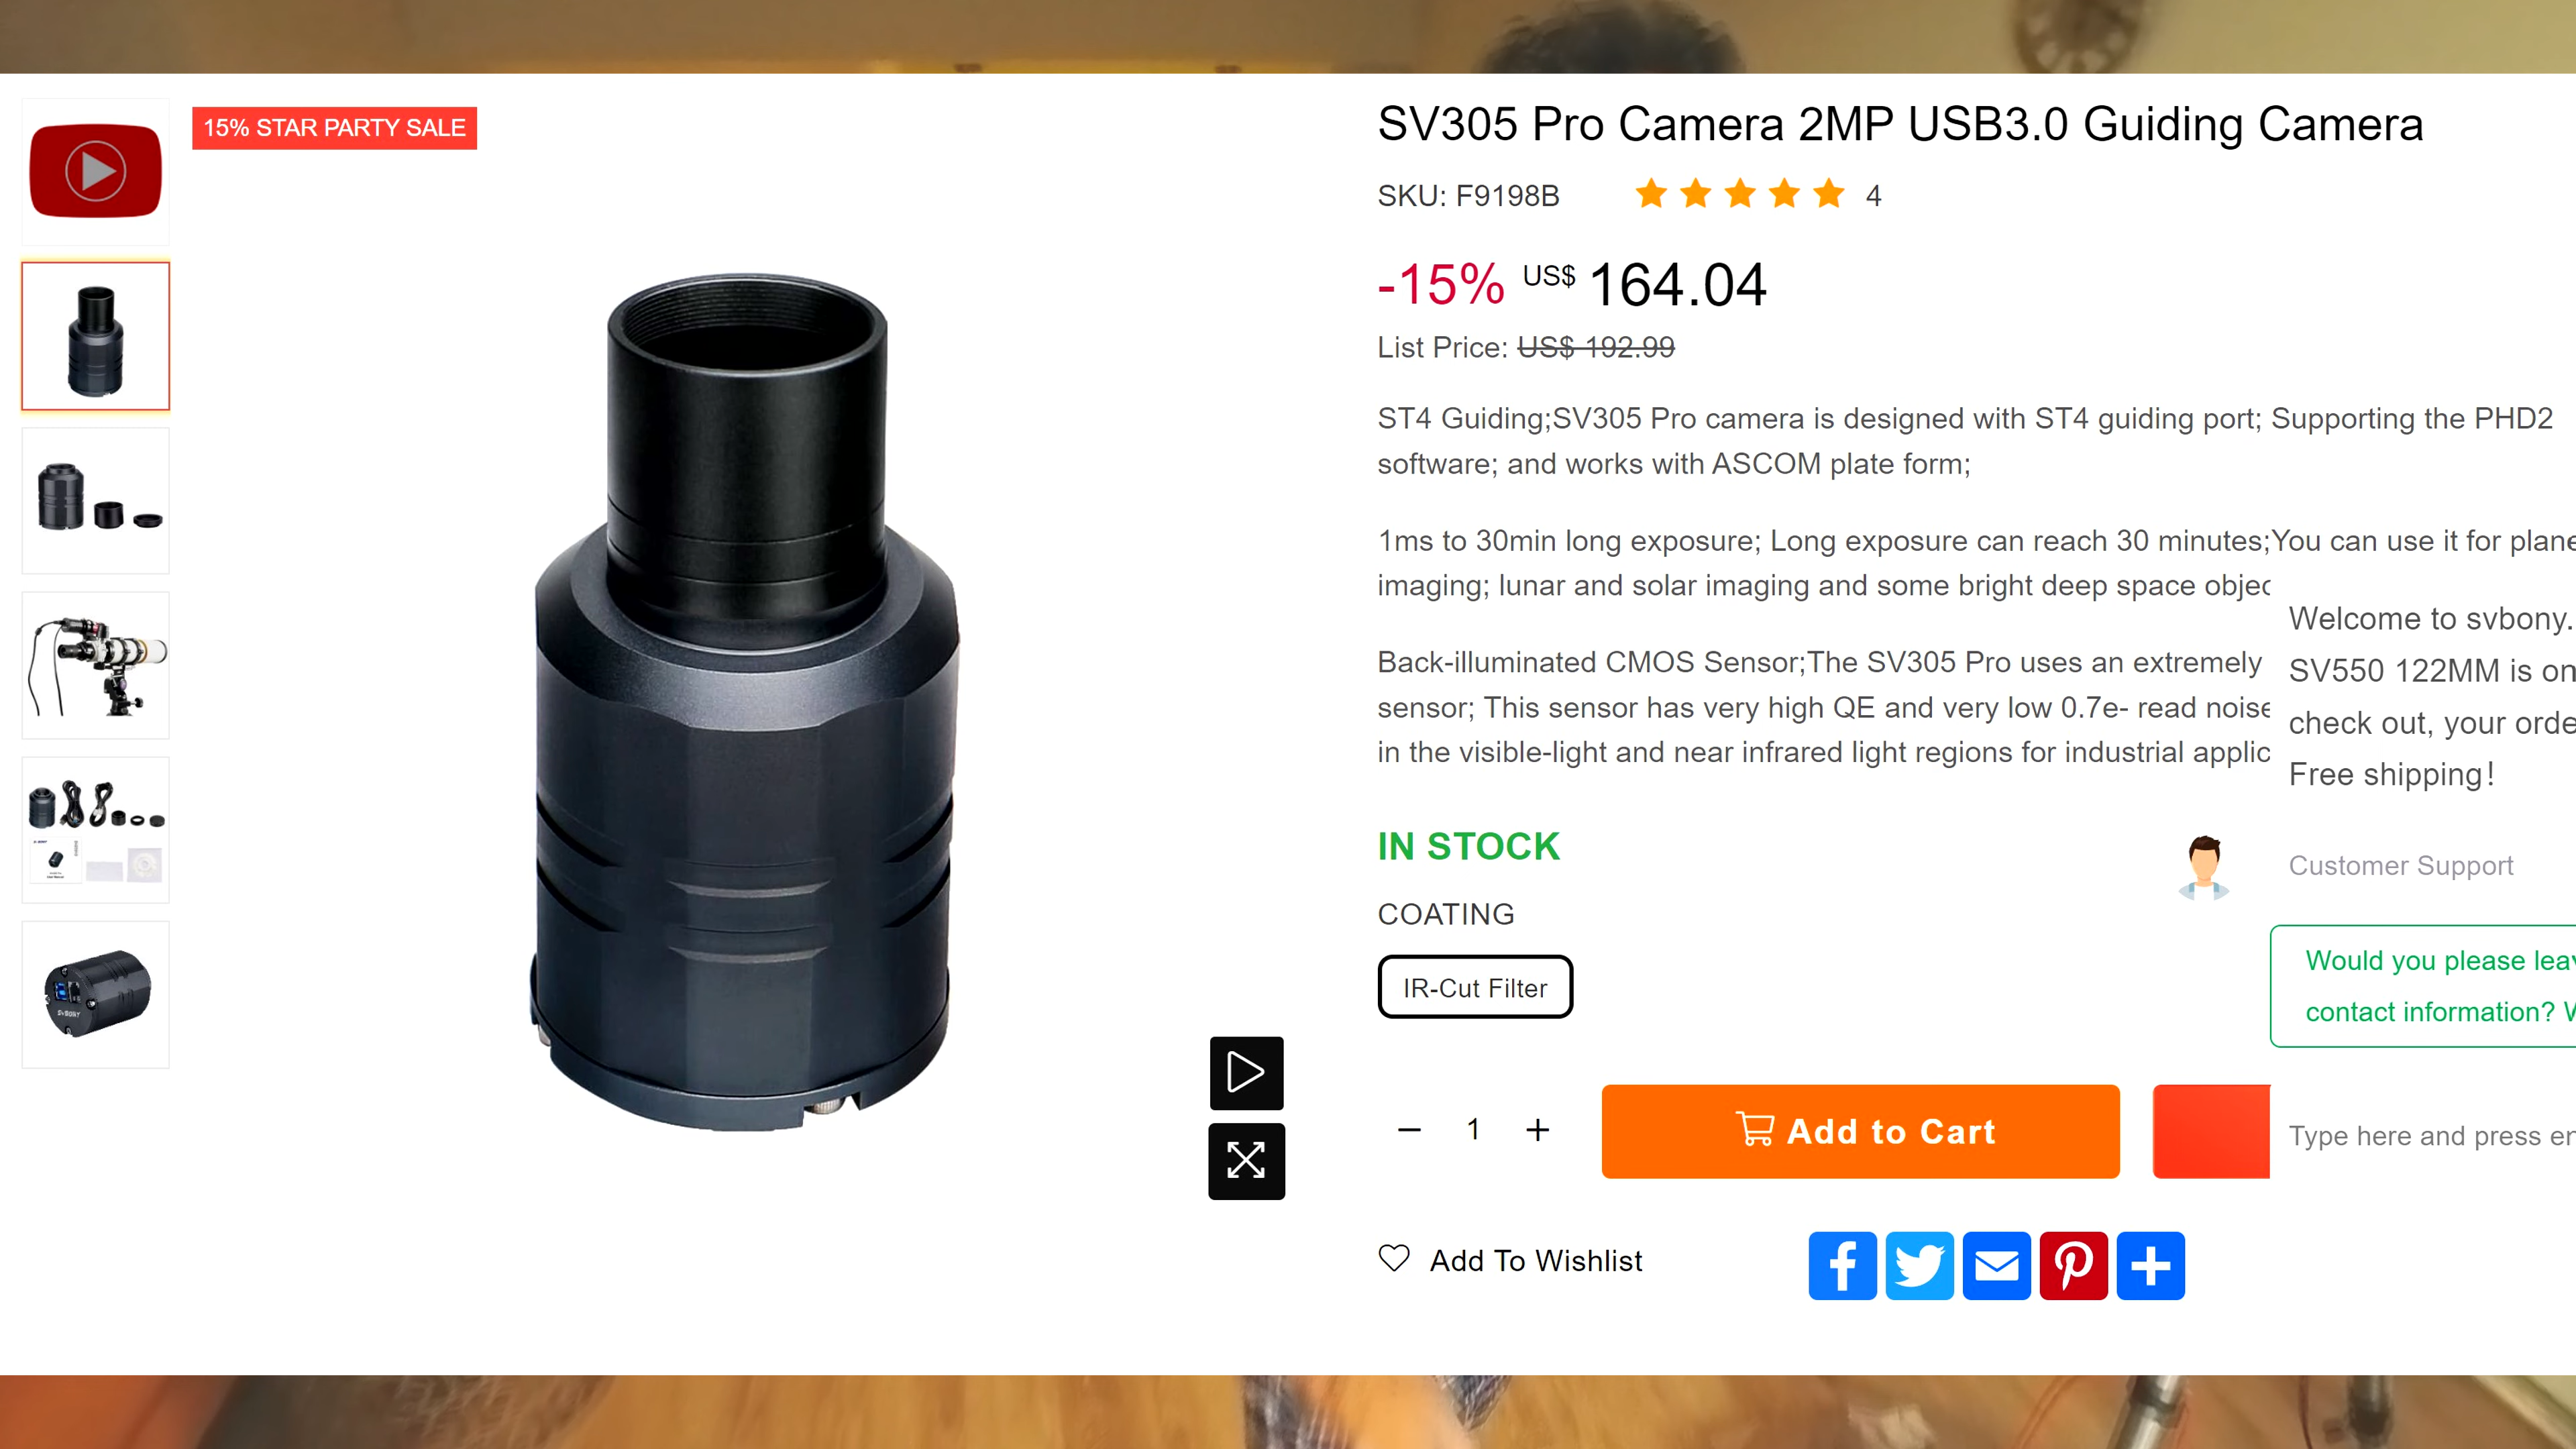 15% STAR PARTY SALE
SV305 Pro Camera 2MP USB3.0 Guiding Camera
SKU: F9198B 4
-15% US$ 164.04
List Price: US$ 192.99
ST4 Guiding;SV305 Pro camera is designed with ST4 guiding port; Supporting the PHD2
software; and works with ASCOM plate form;
1ms to 30min long exposure; Long exposure can reach 30 minutes;You can use it for plane
imaging; lunar and solar imaging and some bright deep space objec
Back-illuminated CMOS Sensor;The SV305 Pro uses an extremely
sensor; This sensor has very high QE and very low 0.7e- read noise
in the visible-light and near infrared light regions for industrial applic
Welcome to svbony.
SV550 122MM is on
check out, your orde
Free shipping!
IN STOCK
Customer Support
COATING
IR-Cut Filter
Would you please leav
contact information? W
1
Add to Cart
Type here and press en
Add To Wishlist
SVBONY